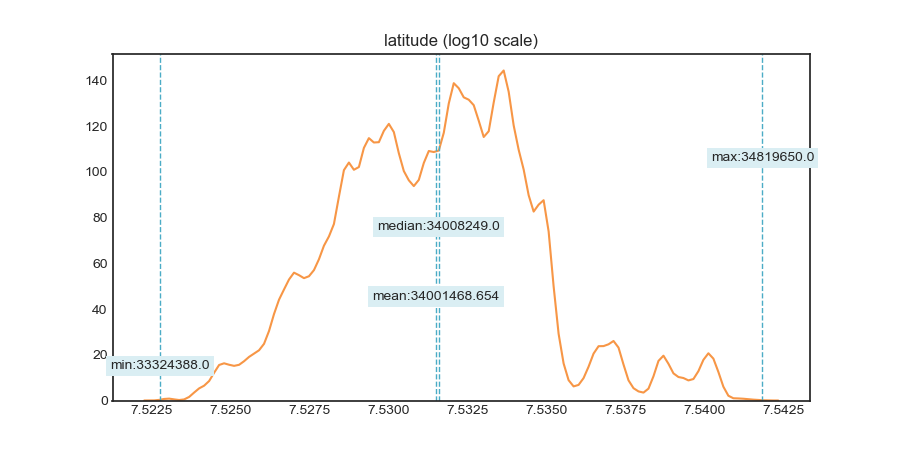 latitude (log10 scale)
140
120
100
80
60
40
20
0
max:34819650.0
median:34008249.0
mean:34001468.654
min:33324388.0
7.5225 7.5250 7.5275 7.5300 7.5325 7.5350 7.5375 7.5400 7.5425